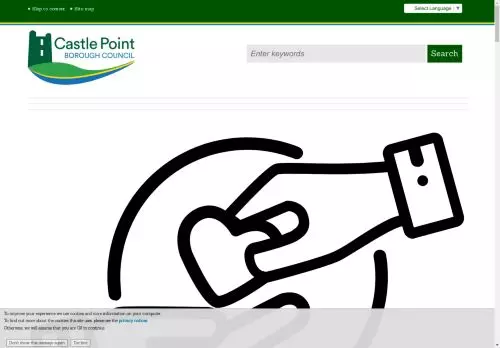 Skip to content
Site map
Select Language
Castle Point
BOROUGH COUNCIL
Enter keywords
Search
To improve your experience we use cookies and store information on your computer.
To find out more about the cookies this site uses please see the privacy notices
Otherwise, we will assume that you are OK to continue.
Don't show this message again
Decline